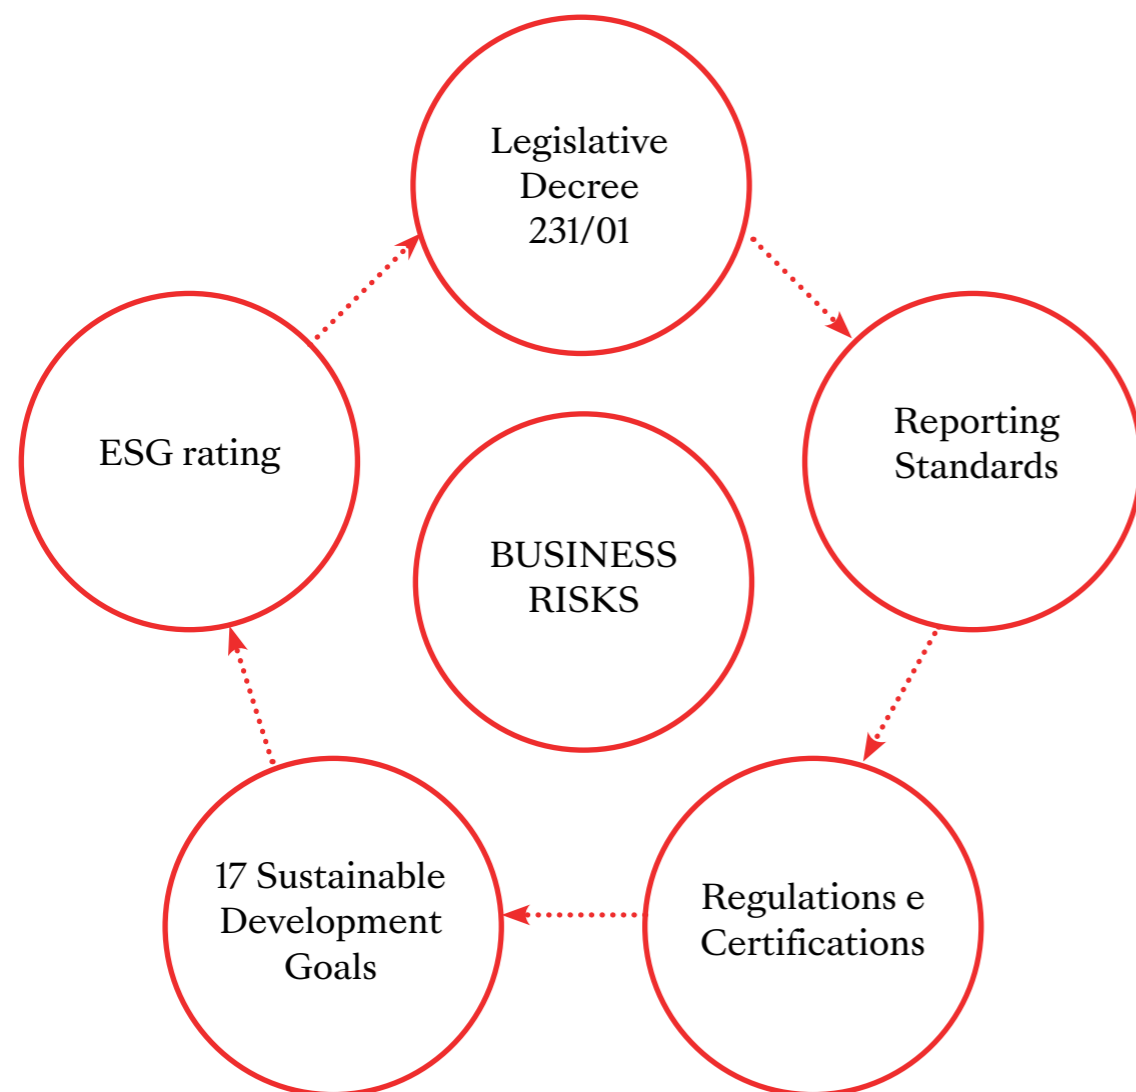 Legislative
Decree
231/01
ESG rating
Reporting
Standards
BUSINESS
RISKS
17 Sustainable
Development
Goals
Regulations e
Certifications